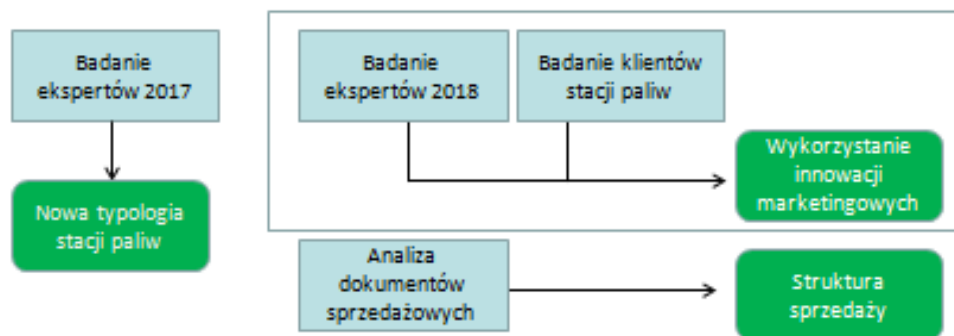 Badanie
ekspertów 2017
Nowa typologia
stacji paliw
Badanie
ekspertów 2018
Badanie klientów
stacji paliw
Wykorzystanie
innowacji
marketingowych
Analiza
dokumentów
sprzedażowych
Struktura
sprzedaży